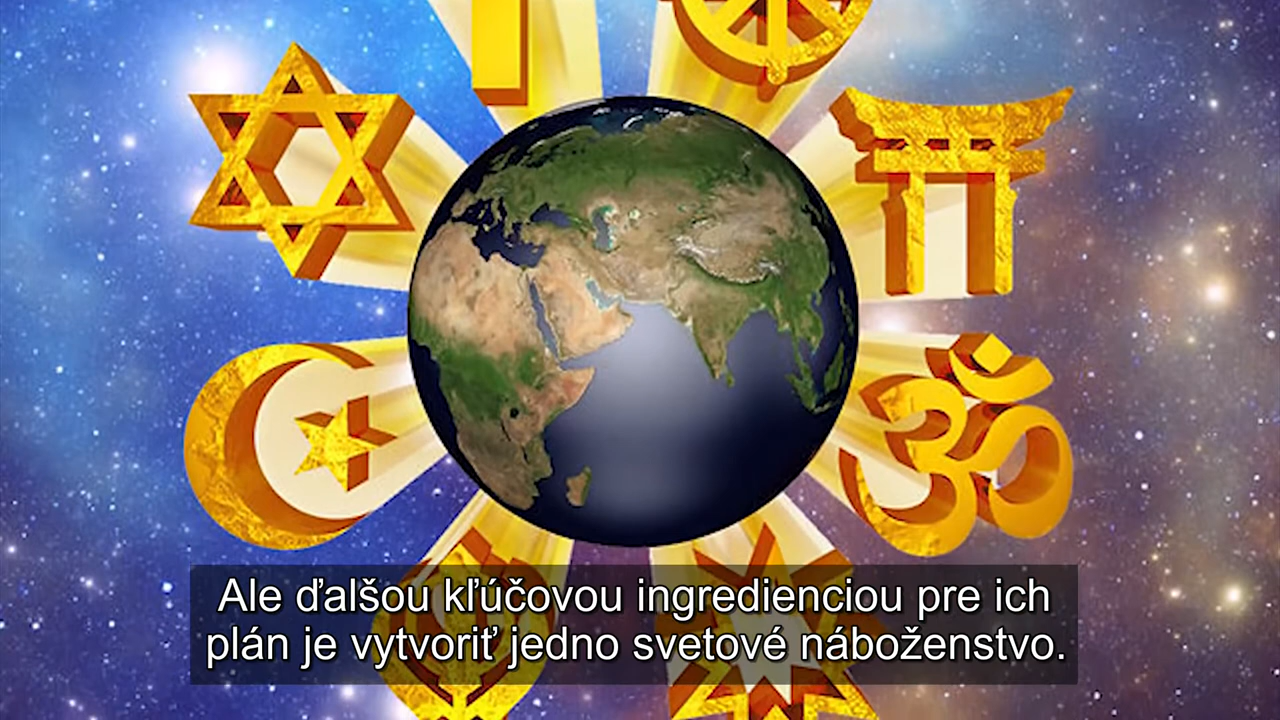 Ale ďalšou kľúčovou ingredienciou pre ich
plán je vytvoriť jedno svetové náboženstvo.